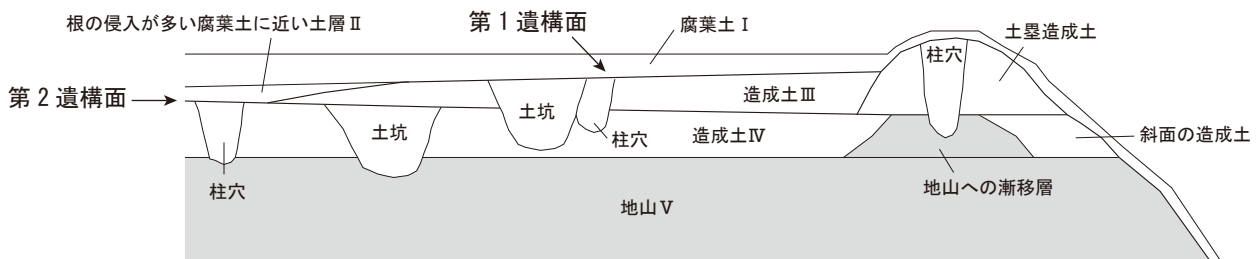 根の侵入が多い腐葉土に近い土層Ⅱ
第1遺構面
腐葉土Ⅰ
土塁造成土
柱穴
第2遺構面
造成土Ⅲ
土坑
土坑
柱穴
造成土Ⅳ
斜面の造成土
柱穴
地山への漸移層
地山Ⅴ